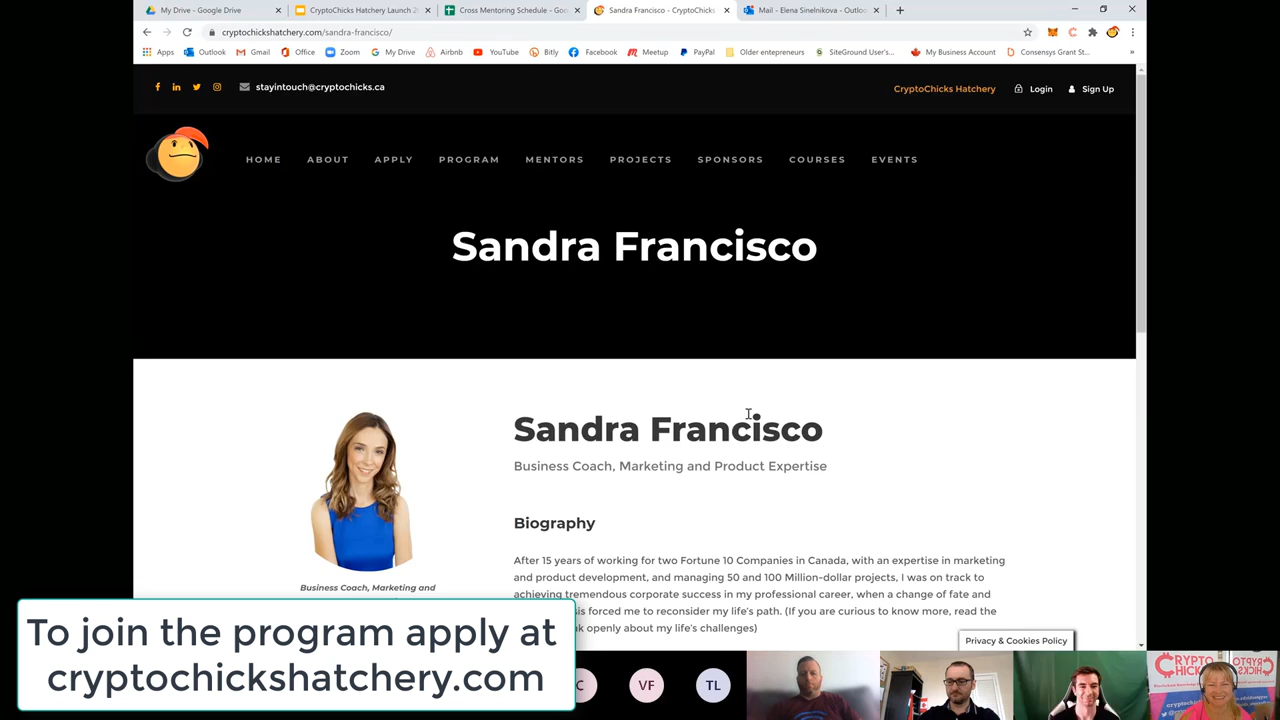 My Drive - Google Drive
CryptoChicks Hatchery Launch 2
Cross Mentoring Schedule - Goo
Sandra Francisco - CryptoChicks
Mail - Elena Sinelnikova - Outloo
cryptochickshatchery.com/sandra-francisco/
Apps Outlook Gmail Office Zoom My Drive Airbnb YouTube Bitly Facebook Meetup PayPal Older entepreneurs SiteGround User's... My Business Account Consensys Grant St...
stayintouch@cryptochicks.ca
CryptoChicks Hatchery Login Sign Up
HOME ABOUT APPLY PROGRAM MENTORS PROJECTS SPONSORS COURSES EVENTS
Sandra Francisco
Sandra Francisco
Business Coach, Marketing and Product Expertise
Biography
After 15 years of working for two Fortune 10 Companies in Canada, with an expertise in marketing
and product development, and managing 50 and 100 Million-dollar projects, I was on track to
achieving tremendous corporate success in my professional career, when a change of fate and
forced me to reconsider my life's path. (If you are curious to know more, read the
openly about my life's challenges)
Business Coach, Marketing and
Privacy & Cookies Policy
To join the program apply at
cryptochickshatchery.com
C VF TL
CRYPTO
CHICKS